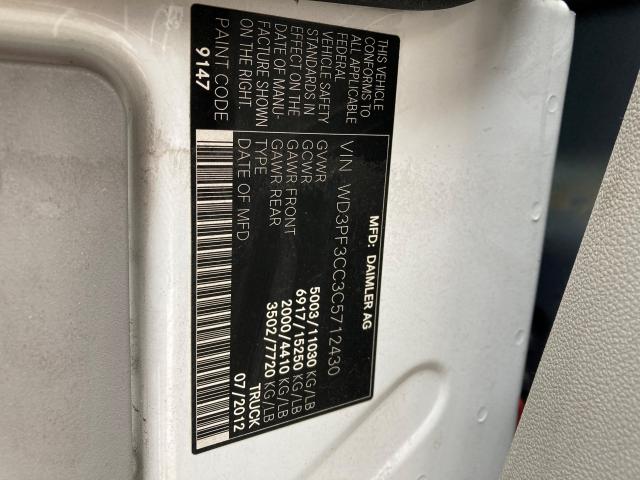 MFD: DAIMLER AG
VIN WD3PF3CC3C5712430
GVWR 5003/11030 KG/LB
GCWR 6917/15250 KG/LB
GAWR FRONT 2000/4410 KG/LB
GAWR REAR 3502/7720 KG/LB
TYPE TRUCK
DATE OF MFD 07/2012
THIS VEHICLE
CONFORMS TO
ALL APPLICABLE
FEDERAL
VEHICLE SAFETY
STANDARDS IN
EFFECT ON THE
DATE OF MANU-
FACTURE SHOWN
ON THE RIGHT.
PAINT CODE
9147